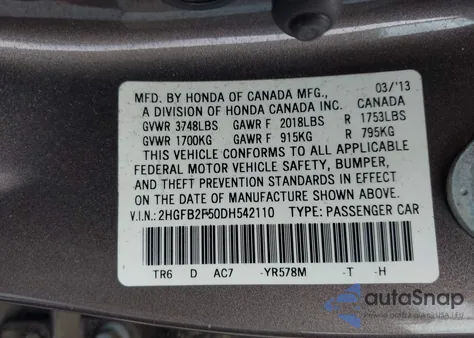 MFD. BY HONDA OF CANADA MFG., 03/'13
A DIVISION OF HONDA CANADA INC. CANADA
GVWR 3748LBS GAWR F 2018LBS R 1753LBS
GVWR 1700KG GAWR F 915KG R 795KG
THIS VEHICLE CONFORMS TO ALL APPLICABLE
FEDERAL MOTOR VEHICLE SAFETY, BUMPER,
AND THEFT PREVENTION STANDARDS IN EFFECT ON
THE DATE OF MANUFACTURE SHOWN ABOVE.
V.I.N.: 2HGFB2F50DH542110 TYPE: PASSENGER CAR
TR6 D AC7 -YR578M -T -H
autoSnap